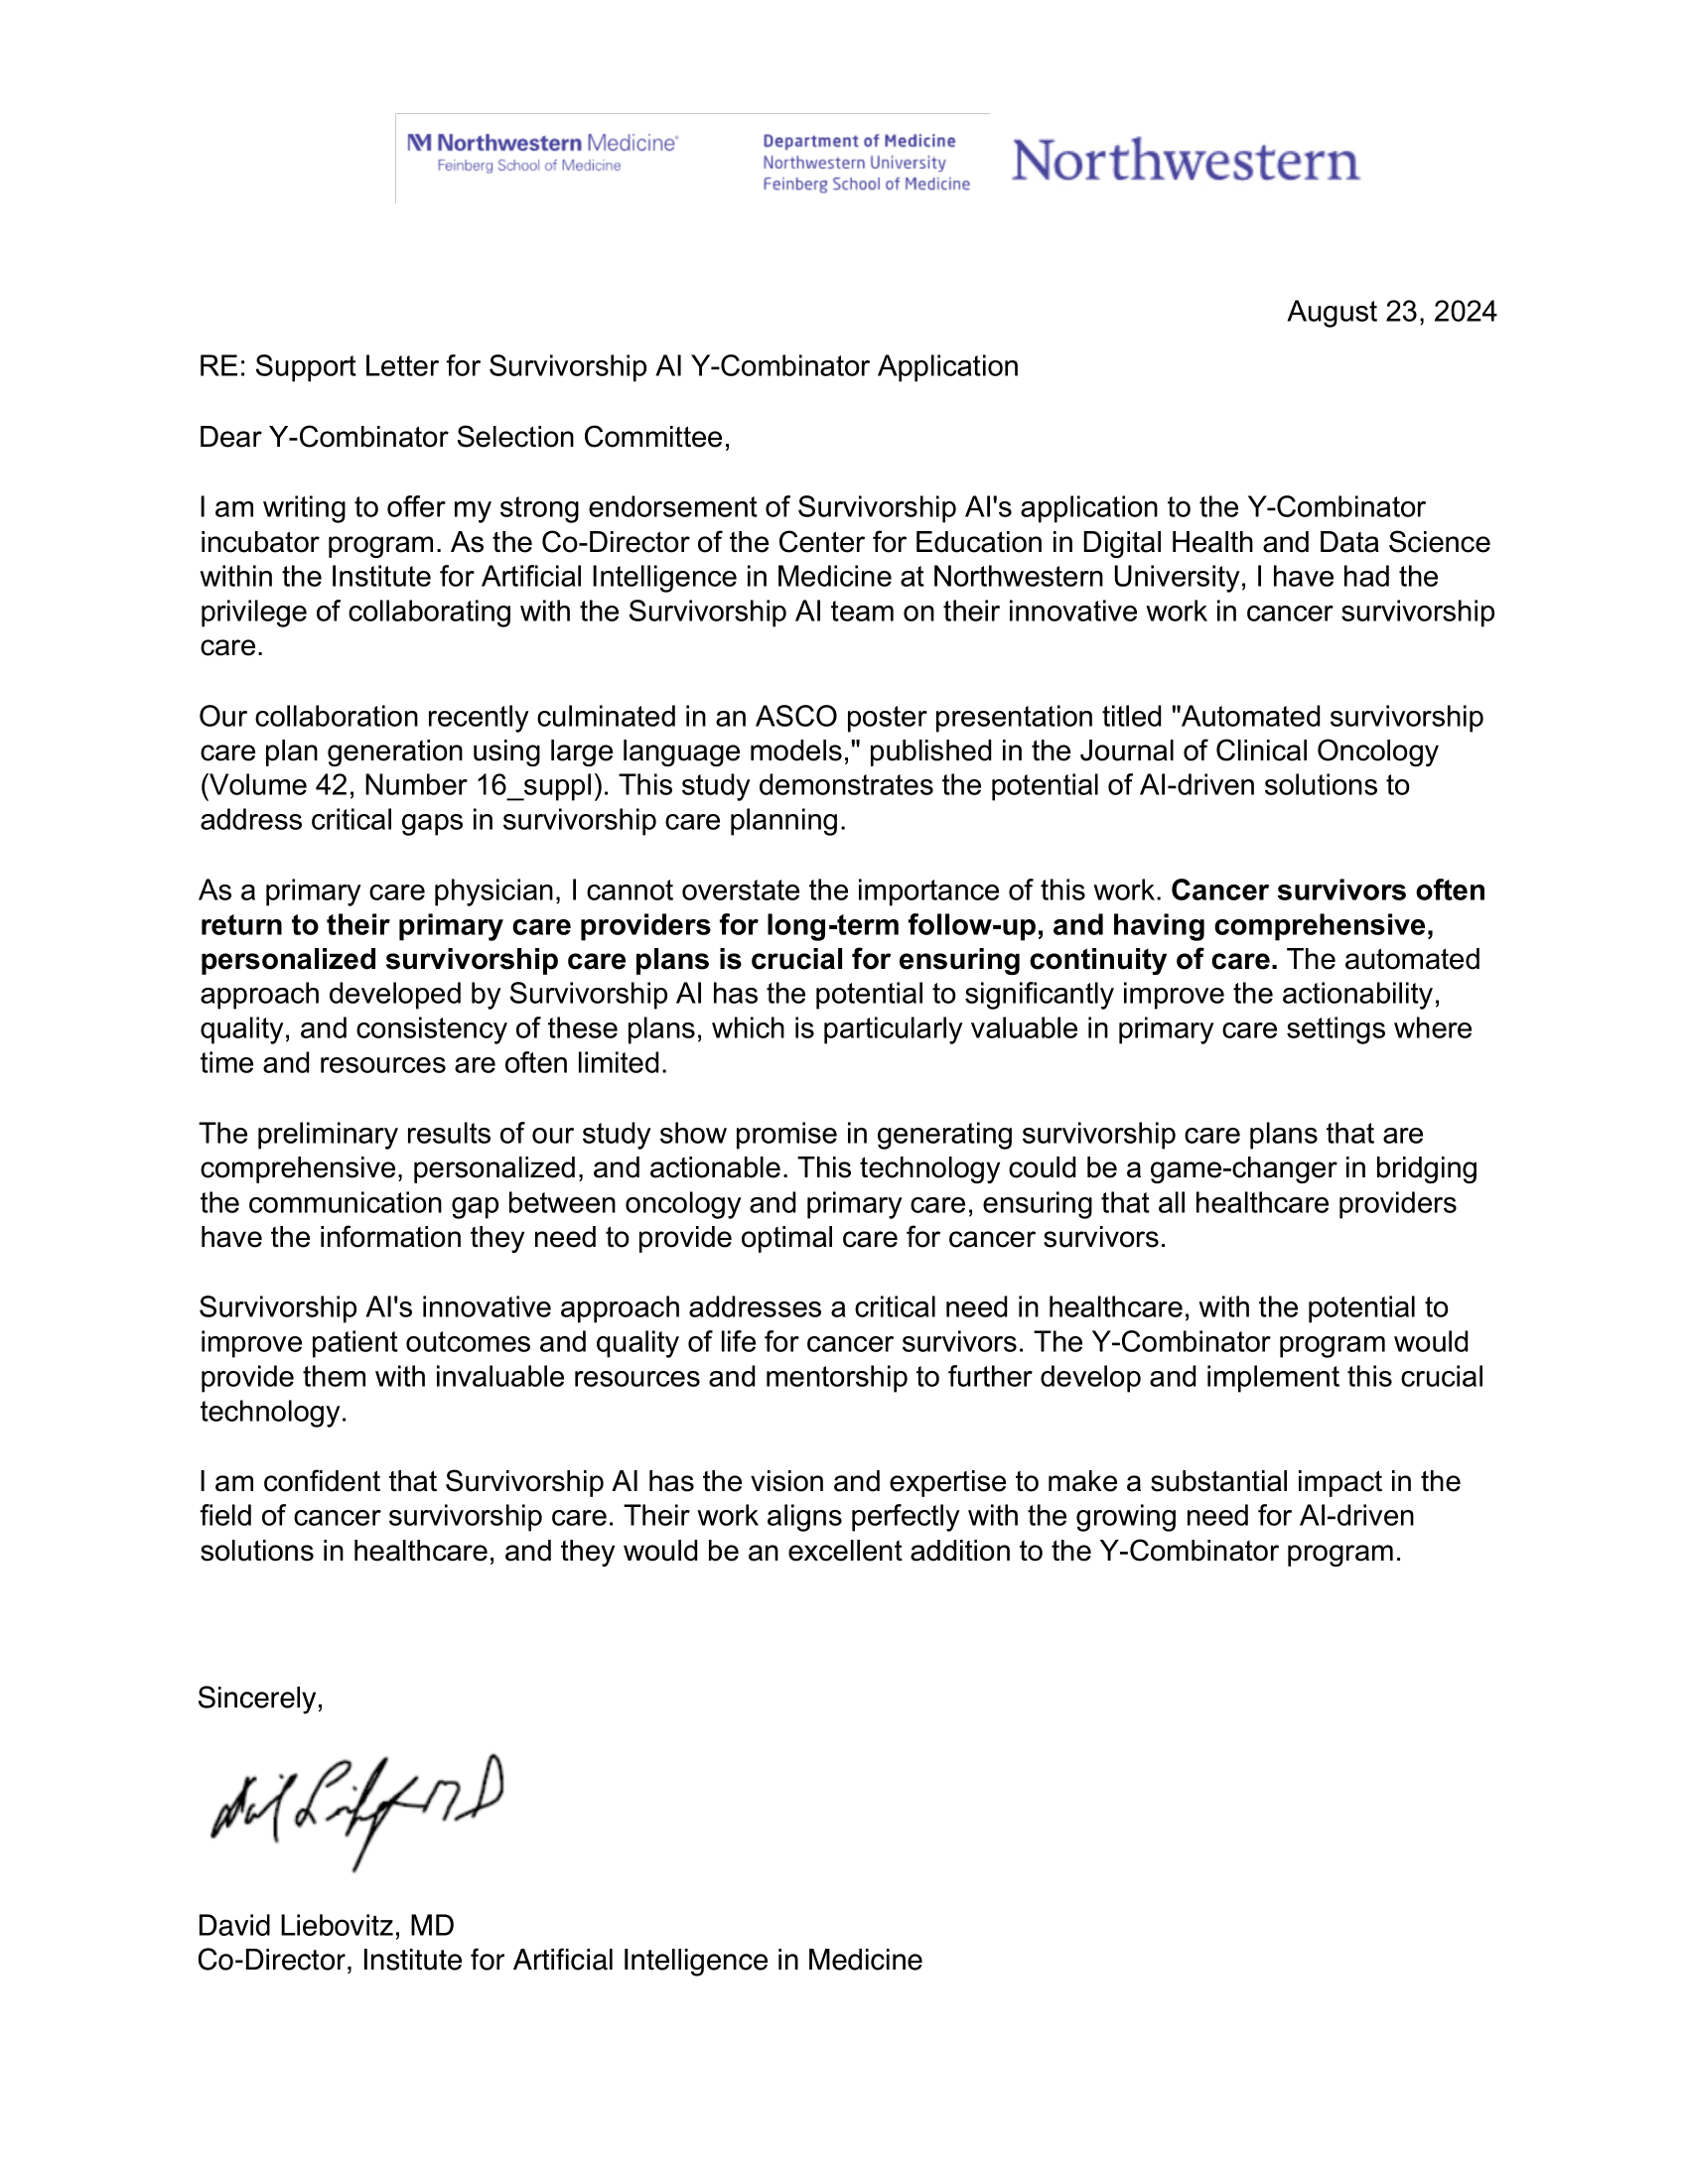 Northwestern Medicine®
Feinberg School of Medicine
Department of Medicine
Northwestern University
Feinberg School of Medicine
Northwestern
August 23, 2024
RE: Support Letter for Survivorship AI Y-Combinator Application
Dear Y-Combinator Selection Committee,
I am writing to offer my strong endorsement of Survivorship AI's application to the Y-Combinator
incubator program. As the Co-Director of the Center for Education in Digital Health and Data Science
within the Institute for Artificial Intelligence in Medicine at Northwestern University, I have had the
privilege of collaborating with the Survivorship AI team on their innovative work in cancer survivorship
care.
Our collaboration recently culminated in an ASCO poster presentation titled "Automated survivorship
care plan generation using large language models," published in the Journal of Clinical Oncology
(Volume 42, Number 16_suppl). This study demonstrates the potential of AI-driven solutions to
address critical gaps in survivorship care planning.
As a primary care physician, I cannot overstate the importance of this work. Cancer survivors often
return to their primary care providers for long-term follow-up, and having comprehensive,
personalized survivorship care plans is crucial for ensuring continuity of care. The automated
approach developed by Survivorship AI has the potential to significantly improve the actionability,
quality, and consistency of these plans, which is particularly valuable in primary care settings where
time and resources are often limited.
The preliminary results of our study show promise in generating survivorship care plans that are
comprehensive, personalized, and actionable. This technology could be a game-changer in bridging
the communication gap between oncology and primary care, ensuring that all healthcare providers
have the information they need to provide optimal care for cancer survivors.
Survivorship AI's innovative approach addresses a critical need in healthcare, with the potential to
improve patient outcomes and quality of life for cancer survivors. The Y-Combinator program would
provide them with invaluable resources and mentorship to further develop and implement this crucial
technology.
I am confident that Survivorship AI has the vision and expertise to make a substantial impact in the
field of cancer survivorship care. Their work aligns perfectly with the growing need for AI-driven
solutions in healthcare, and they would be an excellent addition to the Y-Combinator program.
Sincerely,
MD
David Liebovitz, MD
Co-Director, Institute for Artificial Intelligence in Medicine